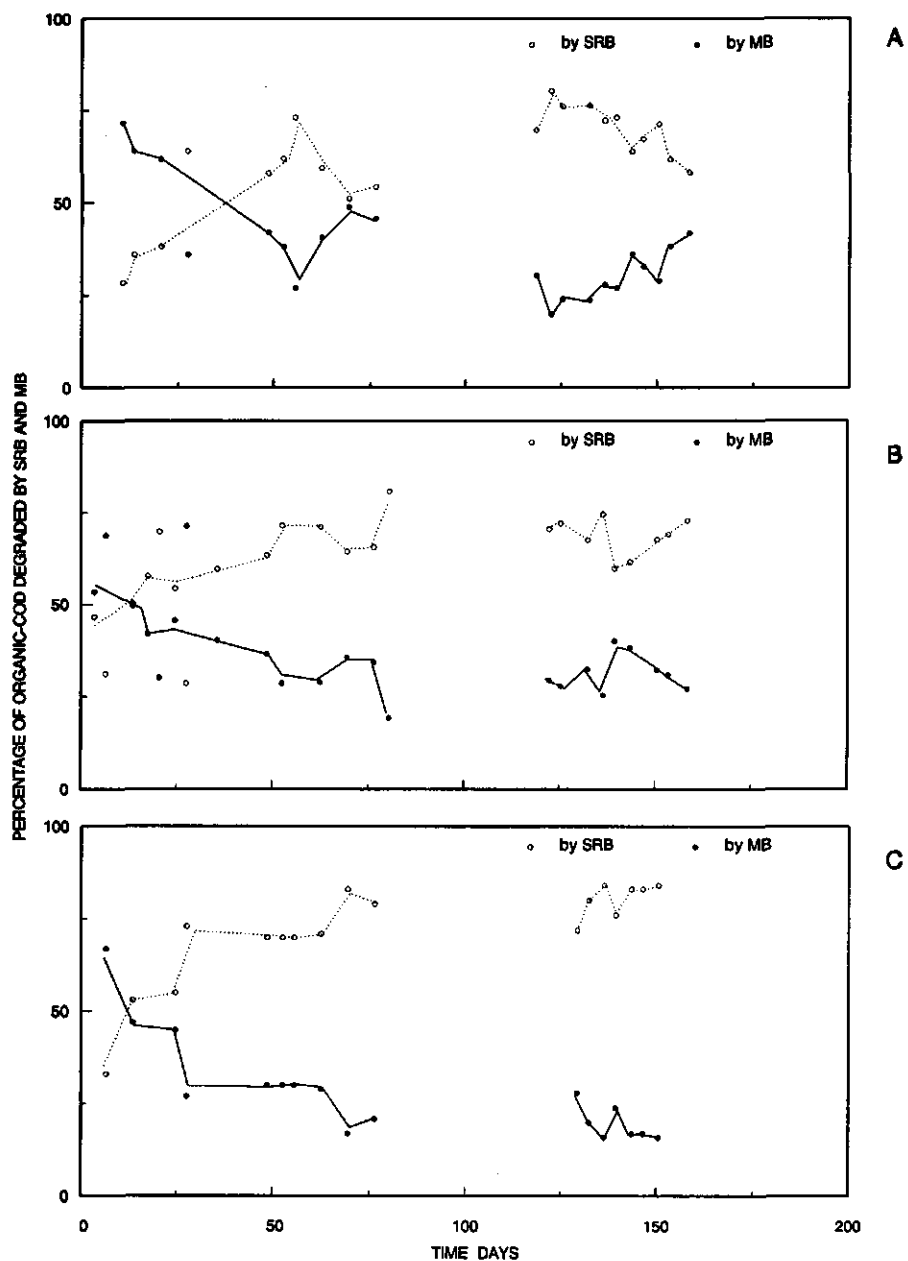 PERCENTAGE OF ORGANIC-COD DEGRADED BY SRB AND MB
100
50
0
by SRB
by MB
A
100
50
0
by SRB
by MB
B
100
50
0
by SRB
by MB
C
0
50
100
150
200
TIME DAYS